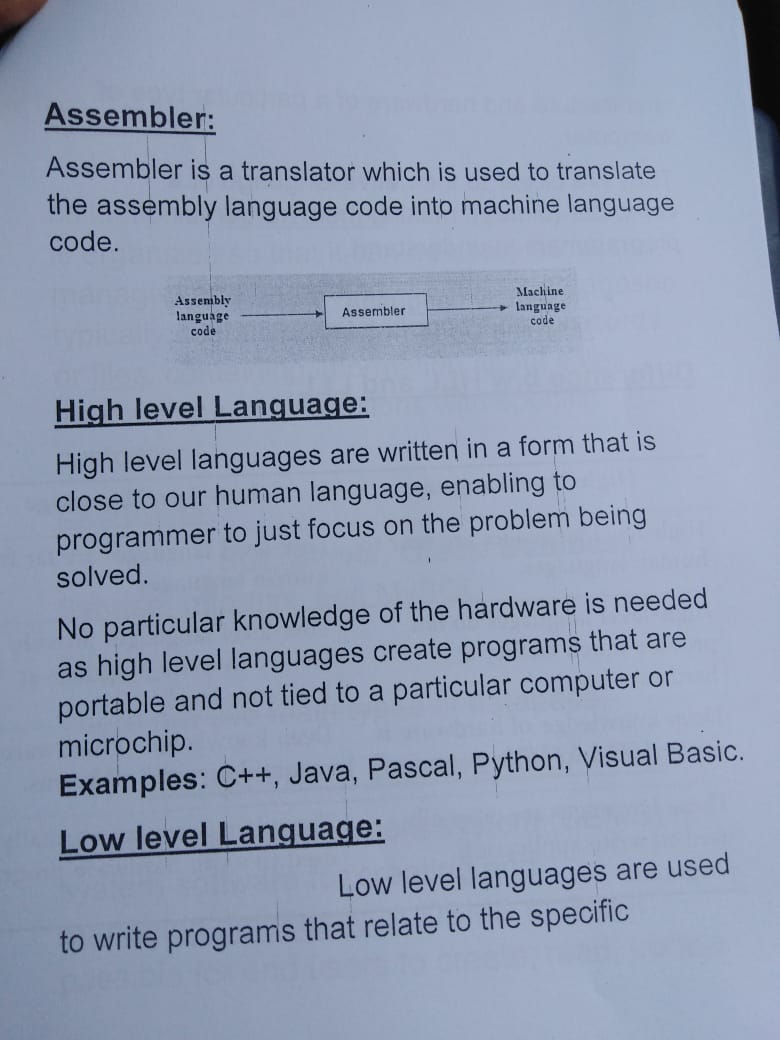 Assembler:
Assembler is a translator which is used to translate
the assembly language code into machine language
code.
Assembly
language
code
Assembler
Machine
language
code
High level Language:
High level languages are written in a form that is
close to our human language, enabling to
programmer to just focus on the problem being
solved.
No particular knowledge of the hardware is needed
as high level languages create programs that are
portable and not tied to a particular computer or
microchip.
Examples: C++, Java, Pascal, Python, Visual Basic.
Low level Language:
Low level languages are used
to write programs that relate to the specific